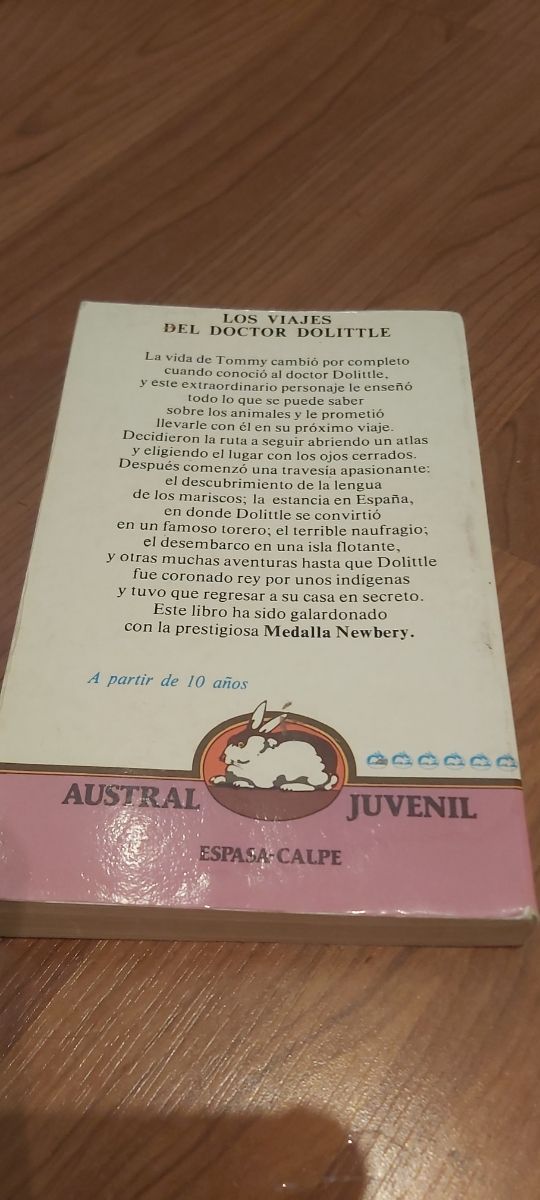 LOS VIAJES
DEL DOCTOR DOLITTLE
La vida de Tommy cambió por completo
cuando conoció al doctor Dolittle,
y este extraordinario personaje le enseñó
todo lo que se puede saber
sobre los animales y le prometió
llevarle con él en su próximo viaje.
Decidieron la ruta a seguir abriendo un atlas
y eligiendo el lugar con los ojos cerrados.
Después comenzó una travesía apasionante:
el descubrimiento de la lengua
de los mariscos; la estancia en España,
en donde Dolittle se convirtió
en un famoso torero; el terrible naufragio;
el desembarco en una isla flotante,
y otras muchas aventuras hasta que Dolittle
fue coronado rey por unos indígenas
y tuvo que regresar a su casa en secreto.
Este libro ha sido galardonado
con la prestigiosa Medalla Newbery.
A partir de 10 años
AUSTRAL JUVENIL
ESPASA-CALPE